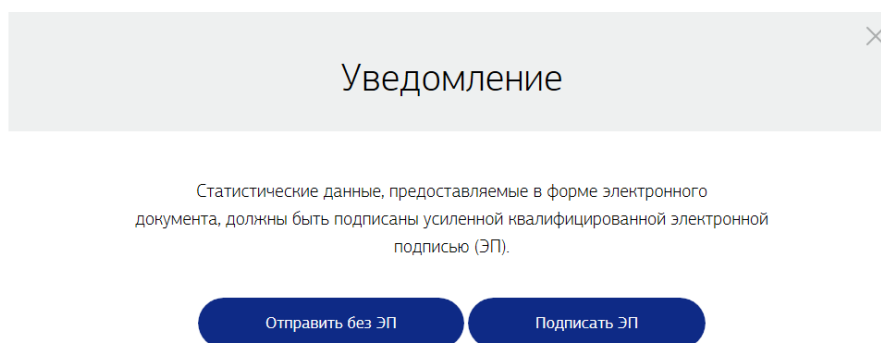 Уведомление
Статистические данные, предоставляемые в форме электронного
документа, должны быть подписаны усиленной квалифицированной электронной
подписью (ЭП).
Отправить без ЭП
Подписать ЭП